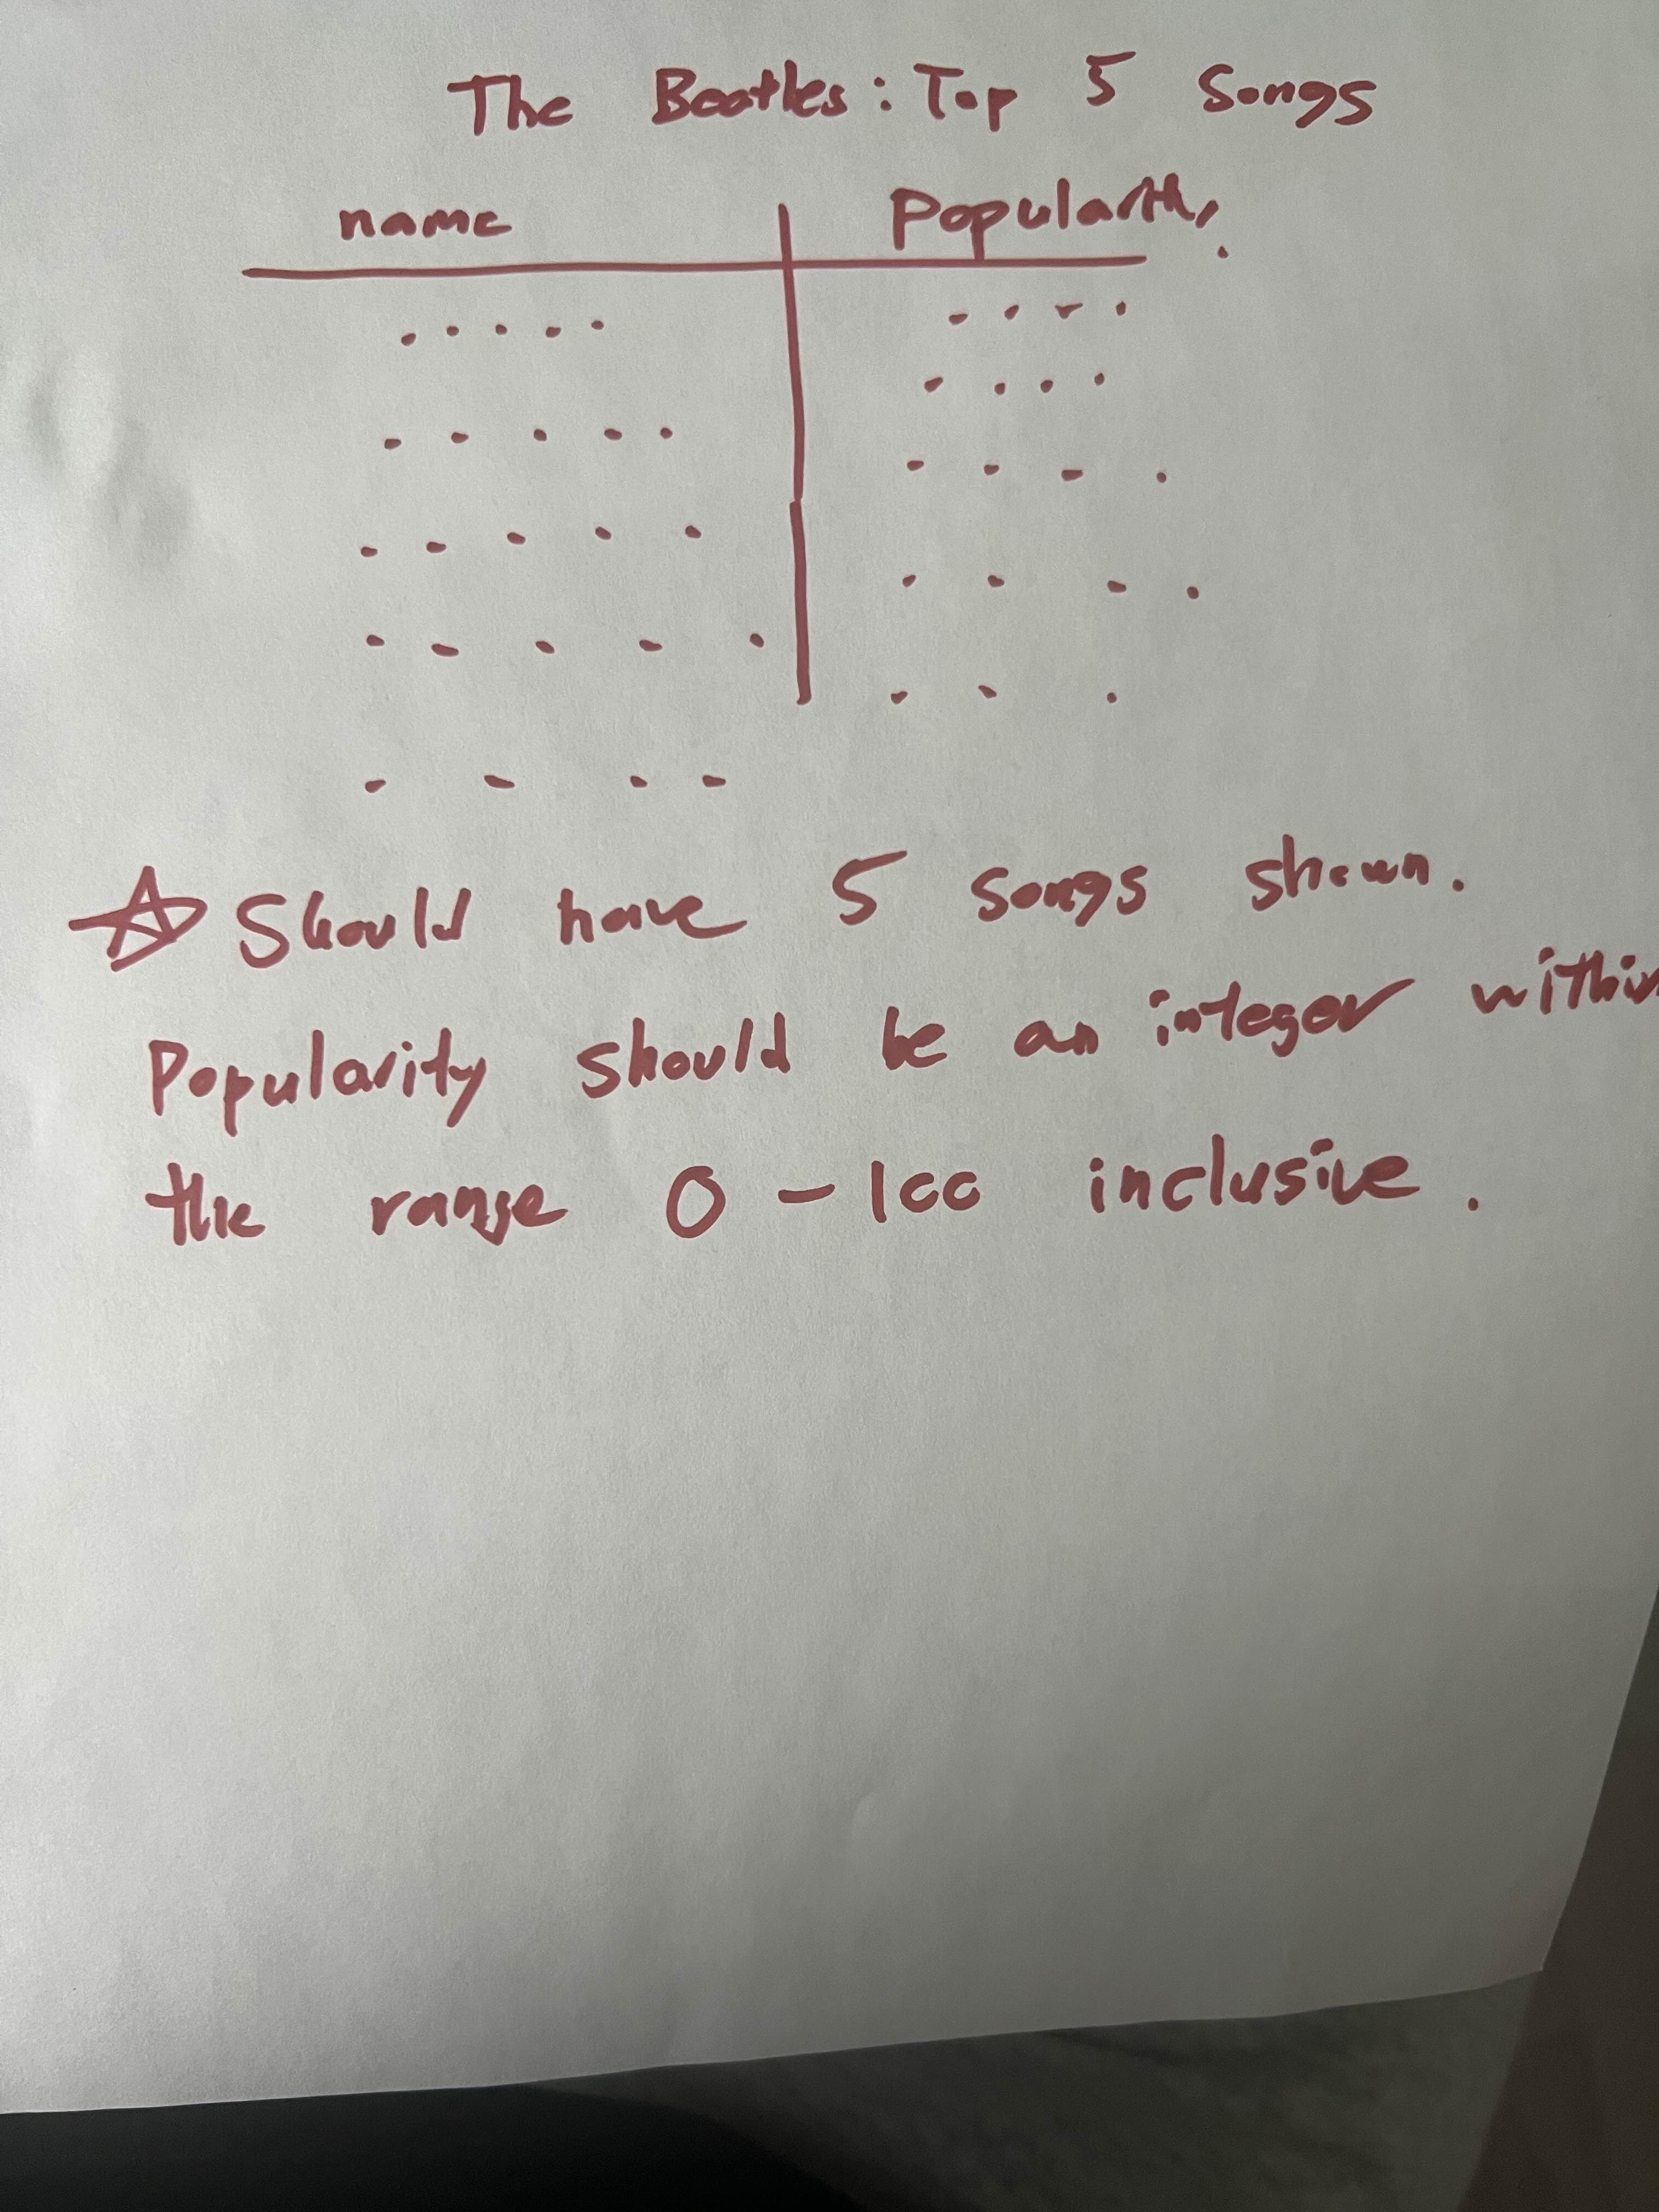 The Beatles: Top 5 Songs
name Popularity
Should have 5 songs shown.
Popularity should be an integer within
the range 0-100 inclusive.